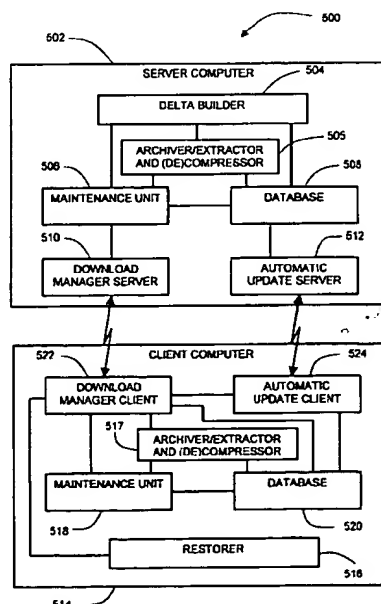 500
502
SERVER COMPUTER
504
DELTA BUILDER
ARCHIVER/EXTRACTOR
AND (DE)COMPRESSOR
505
506
508
MAINTENANCE UNIT
DATABASE
510
512
DOWNLOAD
MANAGER SERVER
AUTOMATIC
UPDATE SERVER
CLIENT COMPUTER
522
524
DOWNLOAD
MANAGER CLIENT
AUTOMATIC
UPDATE CLIENT
517
ARCHIVER/EXTRACTOR
AND (DE)COMPRESSOR
MAINTENANCE UNIT
DATABASE
518
520
RESTORER
516
514